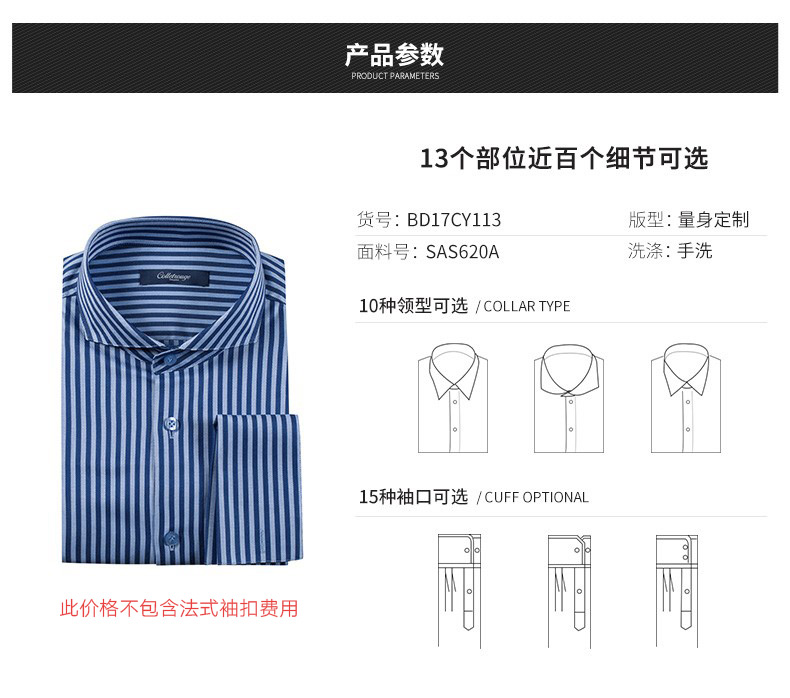 产品参数
PRODUCT PARAMETERS
13个部位近百个细节可选
货号：BD17CY113
版型：量身定制
面料号：SAS620A
洗涤：手洗
10种领型可选 / COLLAR TYPE
15种袖口可选 / CUFF OPTIONAL
此价格不包含法式袖扣费用